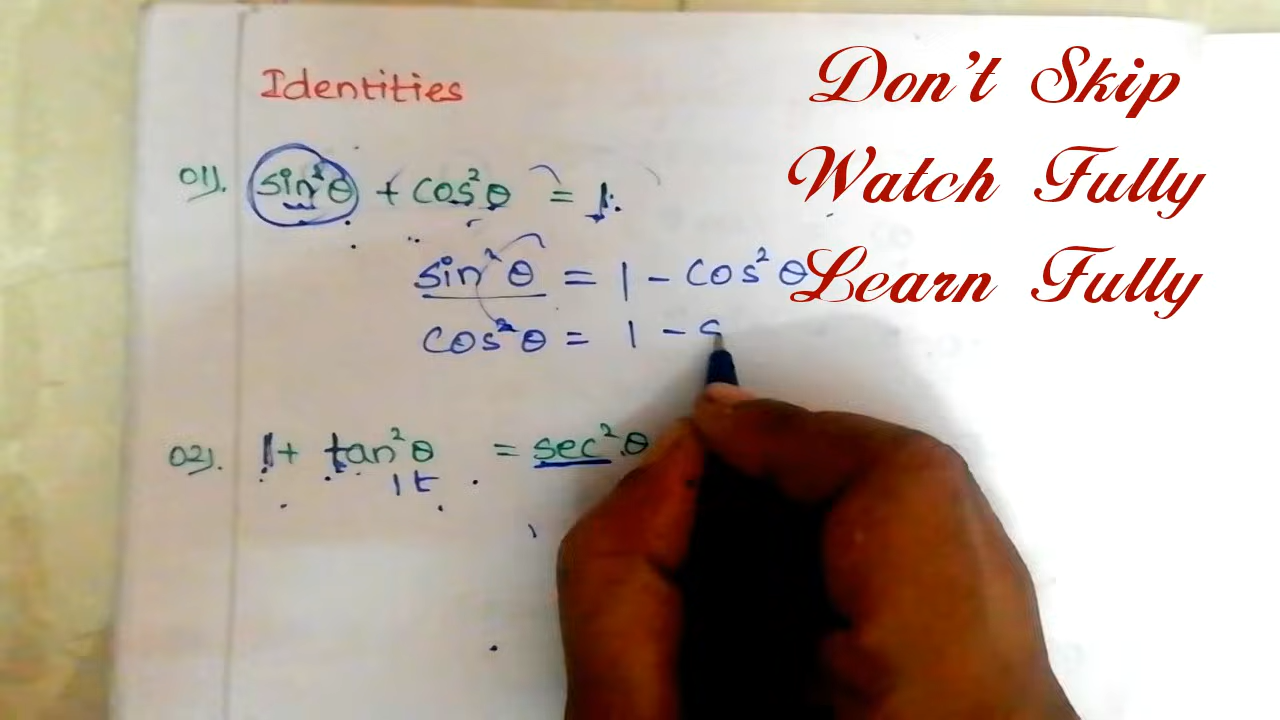 Identities
Don't Skip
Watch Fully
Learn Fully
01). sin²θ + cos²θ = 1.
sin²θ = 1 - cos²θ
cos²θ = 1 - s
02). 1 + tan²θ = sec²θ
1t